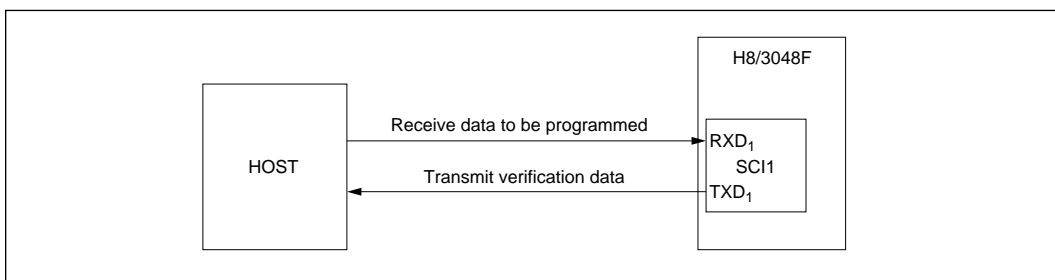 H8/3048F
Receive data to be programmed
RXD1
HOST
SCI1
Transmit verification data
TXD1